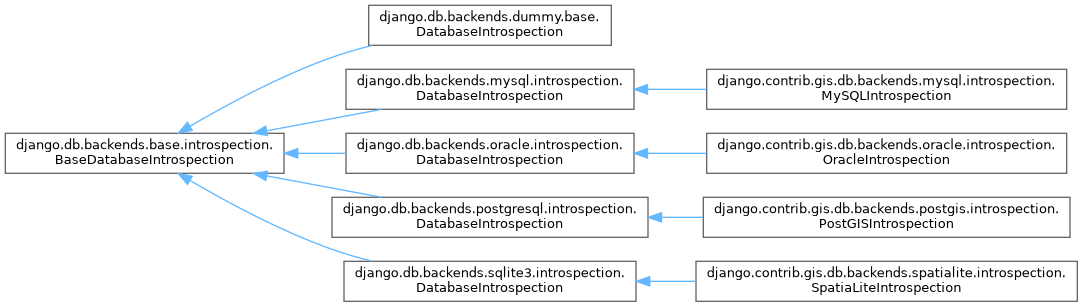 django.db.backends.dummy.base.
DatabaseIntrospection
django.db.backends.mysql.introspection.
DatabaseIntrospection
django.contrib.gis.db.backends.mysql.introspection.
MySQLIntrospection
django.db.backends.base.introspection.
BaseDatabaseIntrospection
django.db.backends.oracle.introspection.
DatabaseIntrospection
django.contrib.gis.db.backends.oracle.introspection.
OracleIntrospection
django.db.backends.postgresql.introspection.
DatabaseIntrospection
django.contrib.gis.db.backends.postgis.introspection.
PostGISIntrospection
django.db.backends.sqlite3.introspection.
DatabaseIntrospection
django.contrib.gis.db.backends.spatialite.introspection.
SpatiaLiteIntrospection